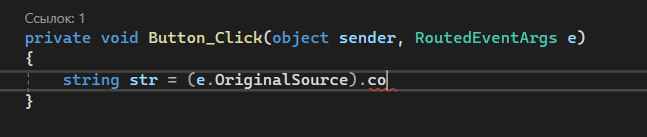 Ссылок: 1
private void Button_Click(object sender, RoutedEventArgs e)
{
string str = (e.OriginalSource).co
}